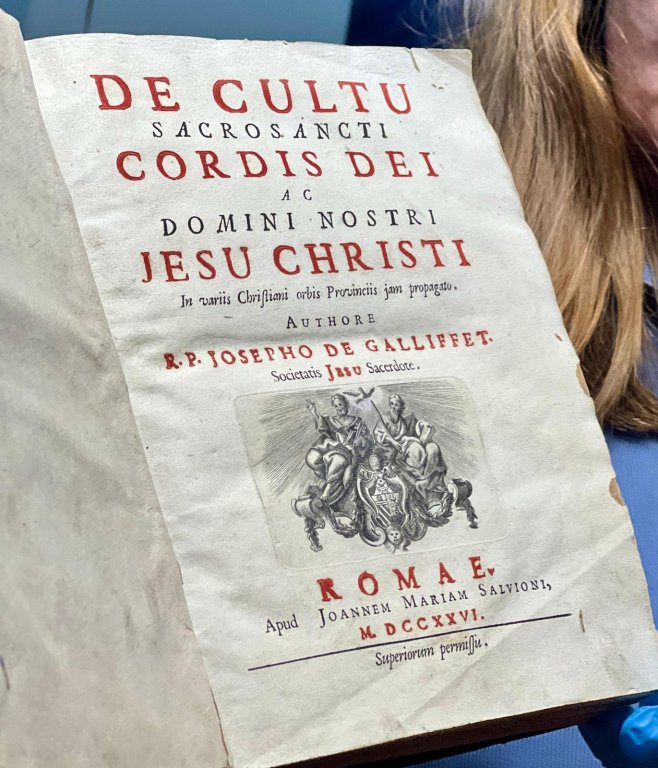 DE CULTU
SACROSANCTI
CORDIS DEI
AC
DOMINI NOSTRI
JESU CHRISTI
In variis Chriſtiani orbis Provinciis jam propagato.
AUTHORE
R. P. JOSEPHO DE GALLIFFET.
Societatis JESU Sacerdote.
ROMAE,
Apud JOANNEM MARIAM SALVIONI,
M. DCCXXVI.
Superiorum permiſſu.